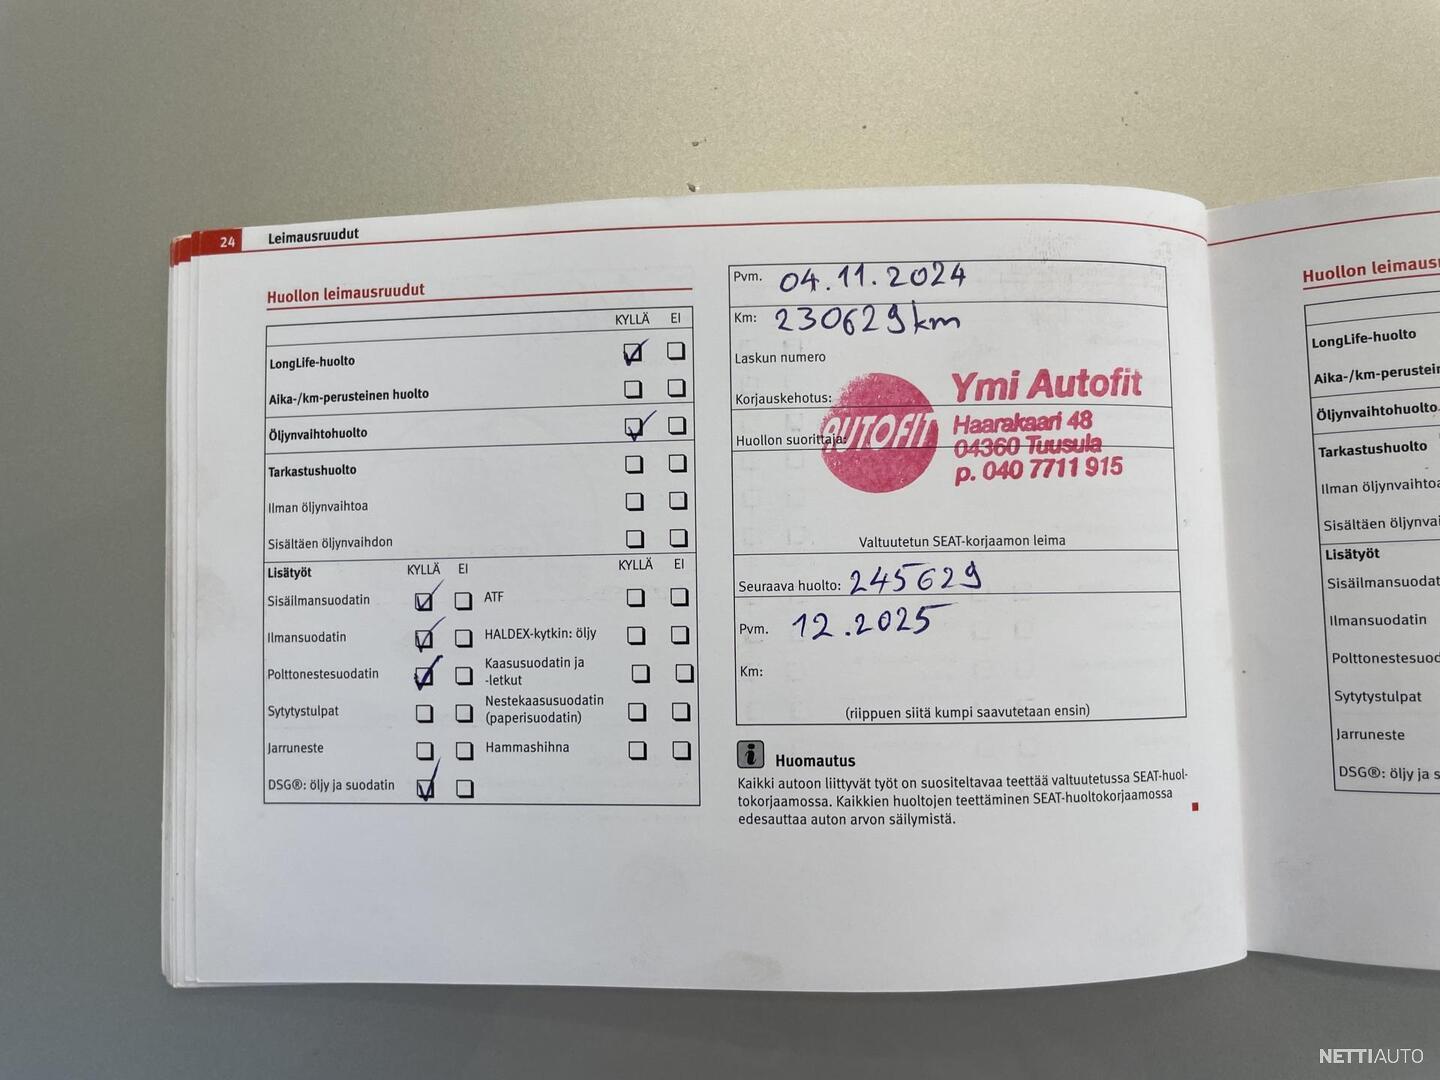 24 Leimausruudut
Huollon leimausruudut
KYLLÄ EI
LongLife-huolto
Aika-/km-perusteinen huolto
Öljynvaihtohuolto
Tarkastushuolto
Ilman öljynvaihtoa
Sisältäen öljynvaihdon
Lisätyöt KYLLÄ EI KYLLÄ EI
Sisäilmansuodatin ATF
Ilmansuodatin HALDEX-kytkin: öljy
Polttonestesuodatin Kaasusuodatin ja
-letkut
Sytytystulpat Nestekaasusuodatin
(paperisuodatin)
Jarruneste Hammashihna
DSG®: öljy ja suodatin
Pvm. 04.11.2024
Km: 230629km
Laskun numero
Korjauskehotus:
Huollon suorittaja:
AUTOFIT
Ymi Autofit
Haarakaari 48
04360 Tuusula
p. 040 7711 915
Valtuutetun SEAT-korjaamon leima
Seuraava huolto: 245629
Pvm. 12.2025
Km:
(riippuen siitä kumpi saavutetaan ensin)
i Huomautus
Kaikki autoon liittyvät työt on suositeltavaa teettää valtuutetussa SEAT-huol-
tokorjaamossa. Kaikkien huoltojen teettäminen SEAT-huoltokorjaamossa
edesauttaa auton arvon säilymistä.
Huollon leimaus
LongLife-huolto
Aika-/km-perustein
Öljynvaihtohuolto
Tarkastushuolto
Ilman öljynvaihtoa
Sisältäen öljynvai
Lisätyöt
Sisäilmansuodat
Ilmansuodatin
Polttonestesuod
Sytytystulpat
Jarruneste
DSG®: öljy ja s
NETTIAUTO